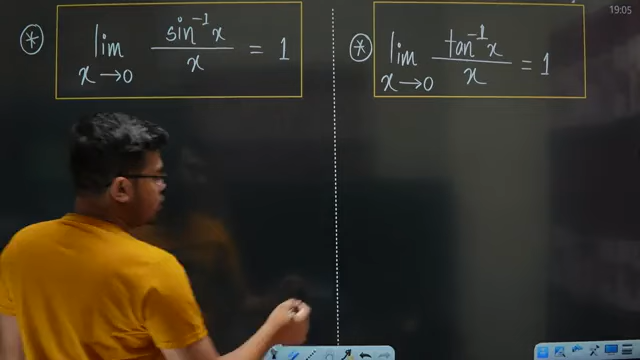 19:05
* lim x→0 sin⁻¹x / x = 1
* lim x→0 tan⁻¹x / x = 1